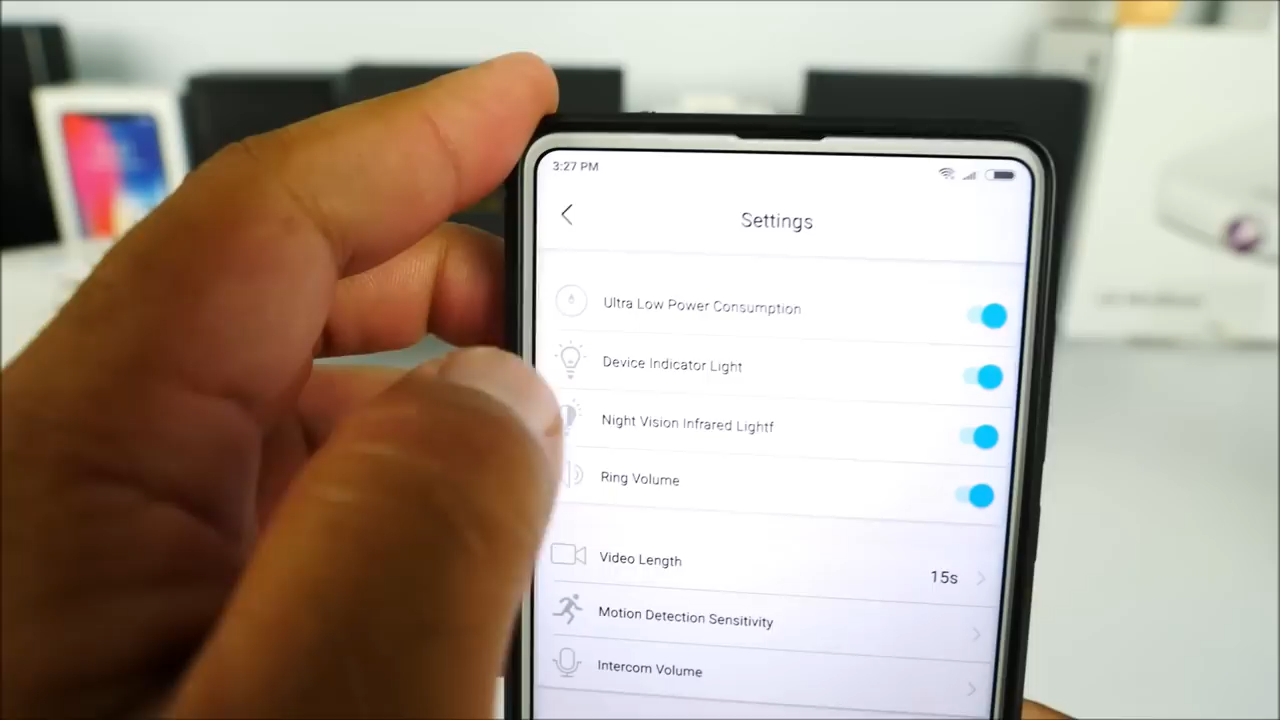 3:27 PM
Settings
Ultra Low Power Consumption
Device Indicator Light
Night Vision Infrared Lightf
Ring Volume
Video Length
15s
Motion Detection Sensitivity
Intercom Volume